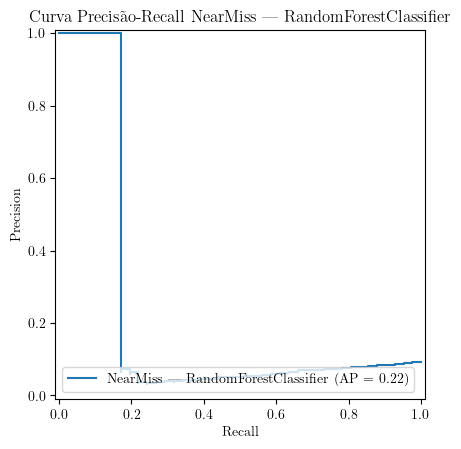 Curva Precisão-Recall NearMiss — RandomForestClassifier
1.0
0.8
0.6
0.4
0.2
0.0
Precision
NearMiss — RandomForestClassifier (AP = 0.22)
0.0 0.2 0.4 0.6 0.8 1.0
Recall